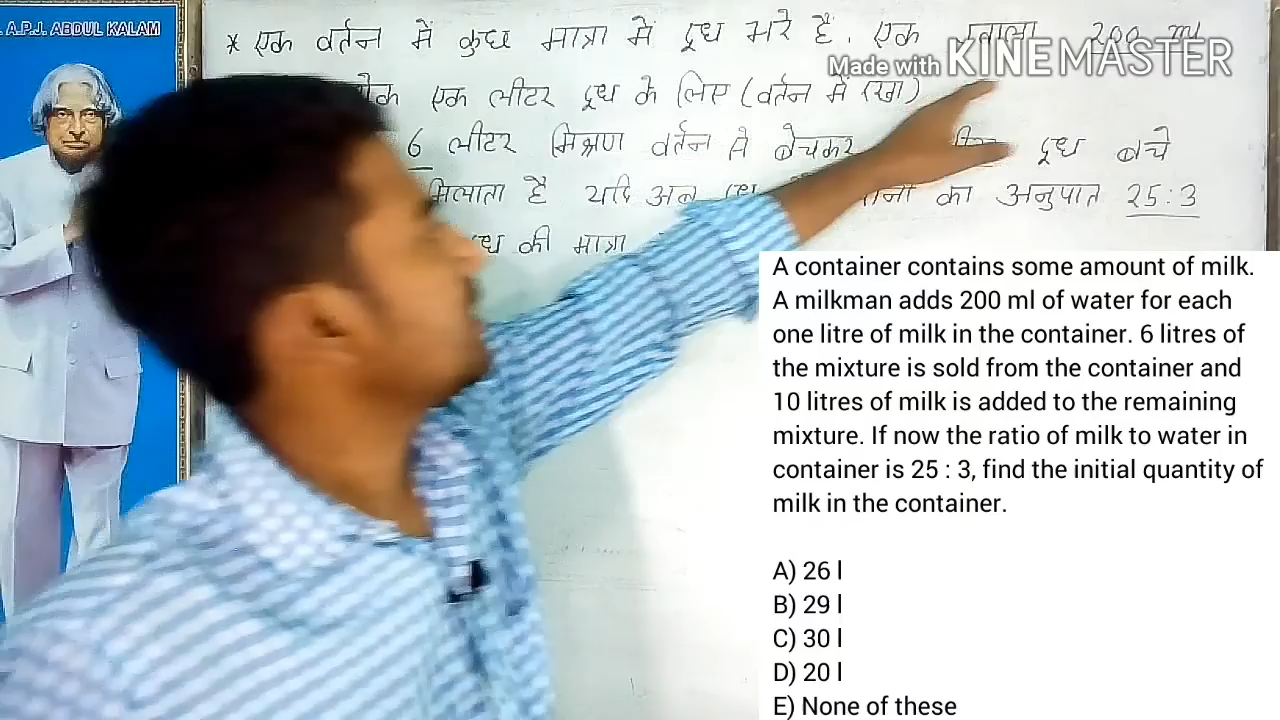 A.P.J. ABDUL KALAM
* एक बर्तन में कुछ मात्रा में दूध भरे है. एक ग्वाला 200 ml
Made with KINEMASTER
एक लीटर दूध के लिए (बर्तन में रखा)
6 लीटर मिश्रण बर्तन से बेचकर दूध बचे
मिलाता है यदि अब का अनुपात 25:3
की मात्रा
A container contains some amount of milk.
A milkman adds 200 ml of water for each
one litre of milk in the container. 6 litres of
the mixture is sold from the container and
10 litres of milk is added to the remaining
mixture. If now the ratio of milk to water in
container is 25 : 3, find the initial quantity of
milk in the container.
A) 26 l
B) 29 l
C) 30 l
D) 20 l
E) None of these